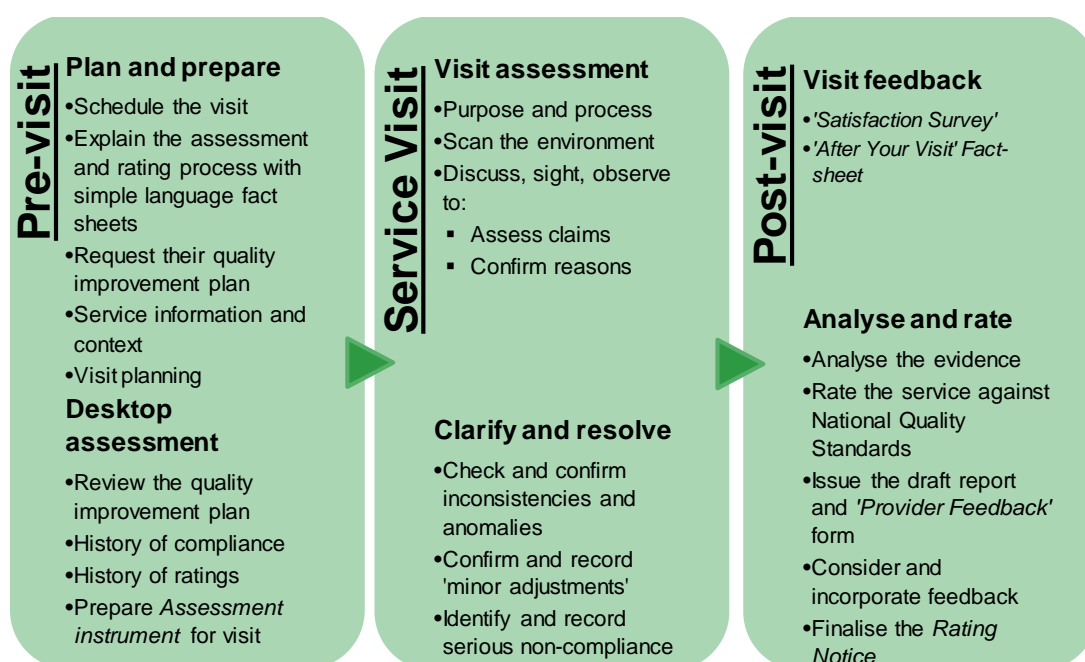 Pre-visit
Plan and prepare
•Schedule the visit
•Explain the assessment
and rating process with
simple language fact
sheets
•Request their quality
improvement plan
•Service information and
context
•Visit planning
Desktop
assessment
•Review the quality
improvement plan
•History of compliance
•History of ratings
•Prepare Assessment
instrument for visit
Service Visit
Visit assessment
•Purpose and process
•Scan the environment
•Discuss, sight, observe
to:
▪ Assess claims
▪ Confirm reasons
Clarify and resolve
•Check and confirm
inconsistencies and
anomalies
•Confirm and record
'minor adjustments'
•Identify and record
serious non-compliance
Post-visit
Visit feedback
•'Satisfaction Survey'
•'After Your Visit' Fact-
sheet
Analyse and rate
•Analyse the evidence
•Rate the service against
National Quality
Standards
•Issue the draft report
and 'Provider Feedback'
form
•Consider and
incorporate feedback
•Finalise the Rating
Notice